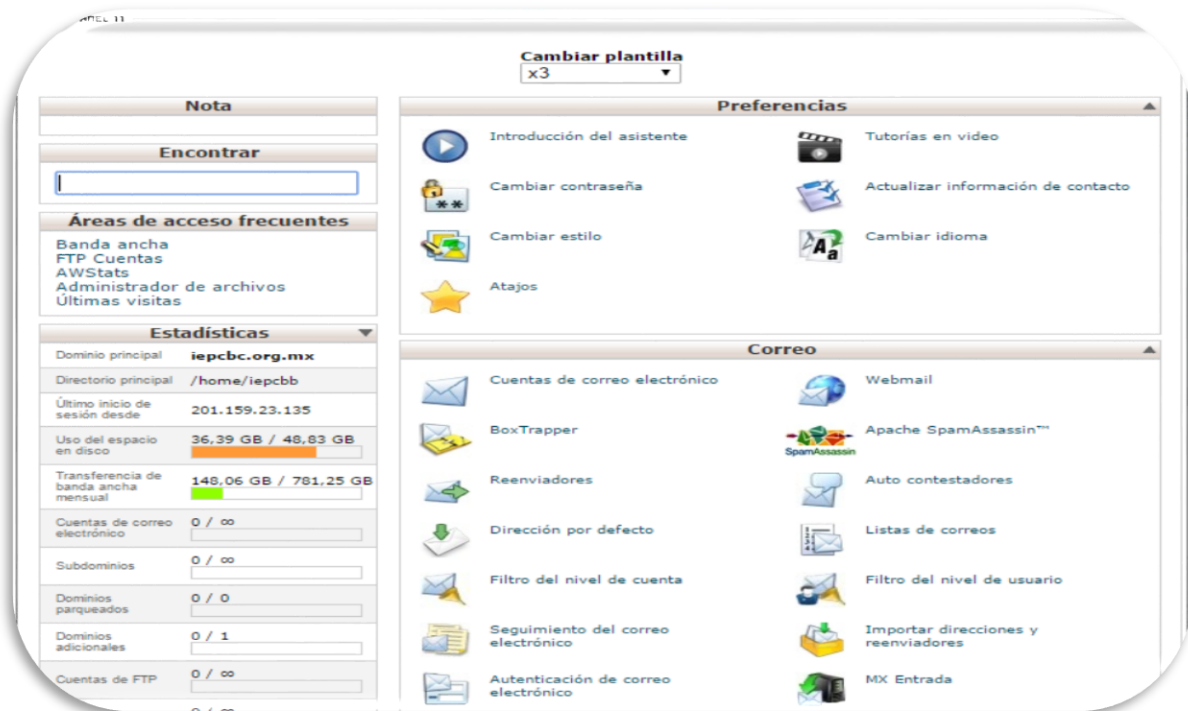 Cambiar plantilla
x3
Nota
Encontrar
Áreas de acceso frecuentes
Banda ancha
FTP Cuentas
AWStats
Administrador de archivos
Últimas visitas
Estadísticas
Dominio principal iepcbc.org.mx
Directorio principal /home/iepcbb
Último inicio de
sesión desde 201.159.23.135
Uso del espacio
en disco 36,39 GB / 48,83 GB
Transferencia de
banda ancha
mensual 148,06 GB / 781,25 GB
Cuentas de correo
electrónico 0 / ∞
Subdominios 0 / ∞
Dominios
parqueados 0 / 0
Dominios
adicionales 0 / 1
Cuentas de FTP 0 / ∞
0 / ∞
Preferencias
Introducción del asistente
Tutorías en video
Cambiar contraseña
Actualizar información de contacto
Cambiar estilo
Cambiar idioma
Atajos
Correo
Cuentas de correo electrónico
Webmail
BoxTrapper
SpamAssassin
Apache SpamAssassin™
Reenviadores
Auto contestadores
Dirección por defecto
Listas de correos
Filtro del nivel de cuenta
Filtro del nivel de usuario
Seguimiento del correo
electrónico
Importar direcciones y
reenviadores
Autenticación de correo
electrónico
MX Entrada